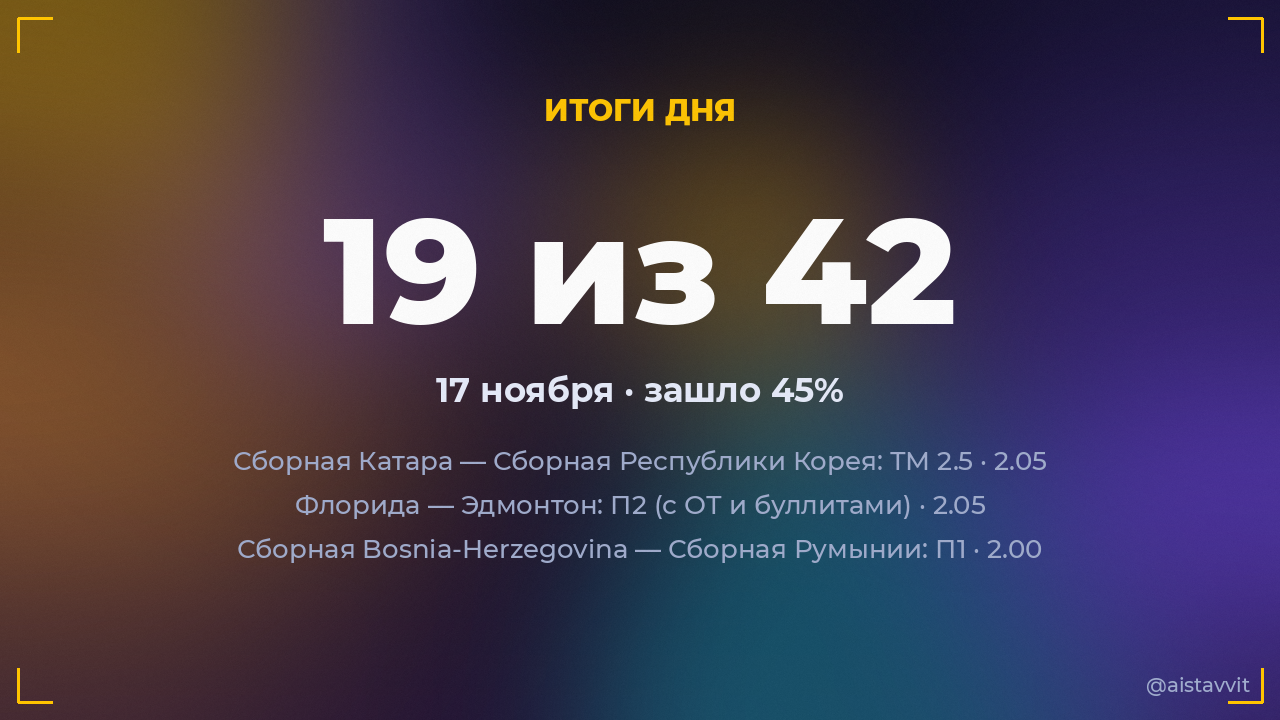 ИТОГИ ДНЯ
19 из 42
17 ноября · зашло 45%
Сборная Катара — Сборная Республики Корея: ТМ 2.5 · 2.05
Флорида — Эдмонтон: П2 (с ОТ и буллитами) · 2.05
Сборная Bosnia-Herzegovina — Сборная Румынии: П1 · 2.00
@aistavvit